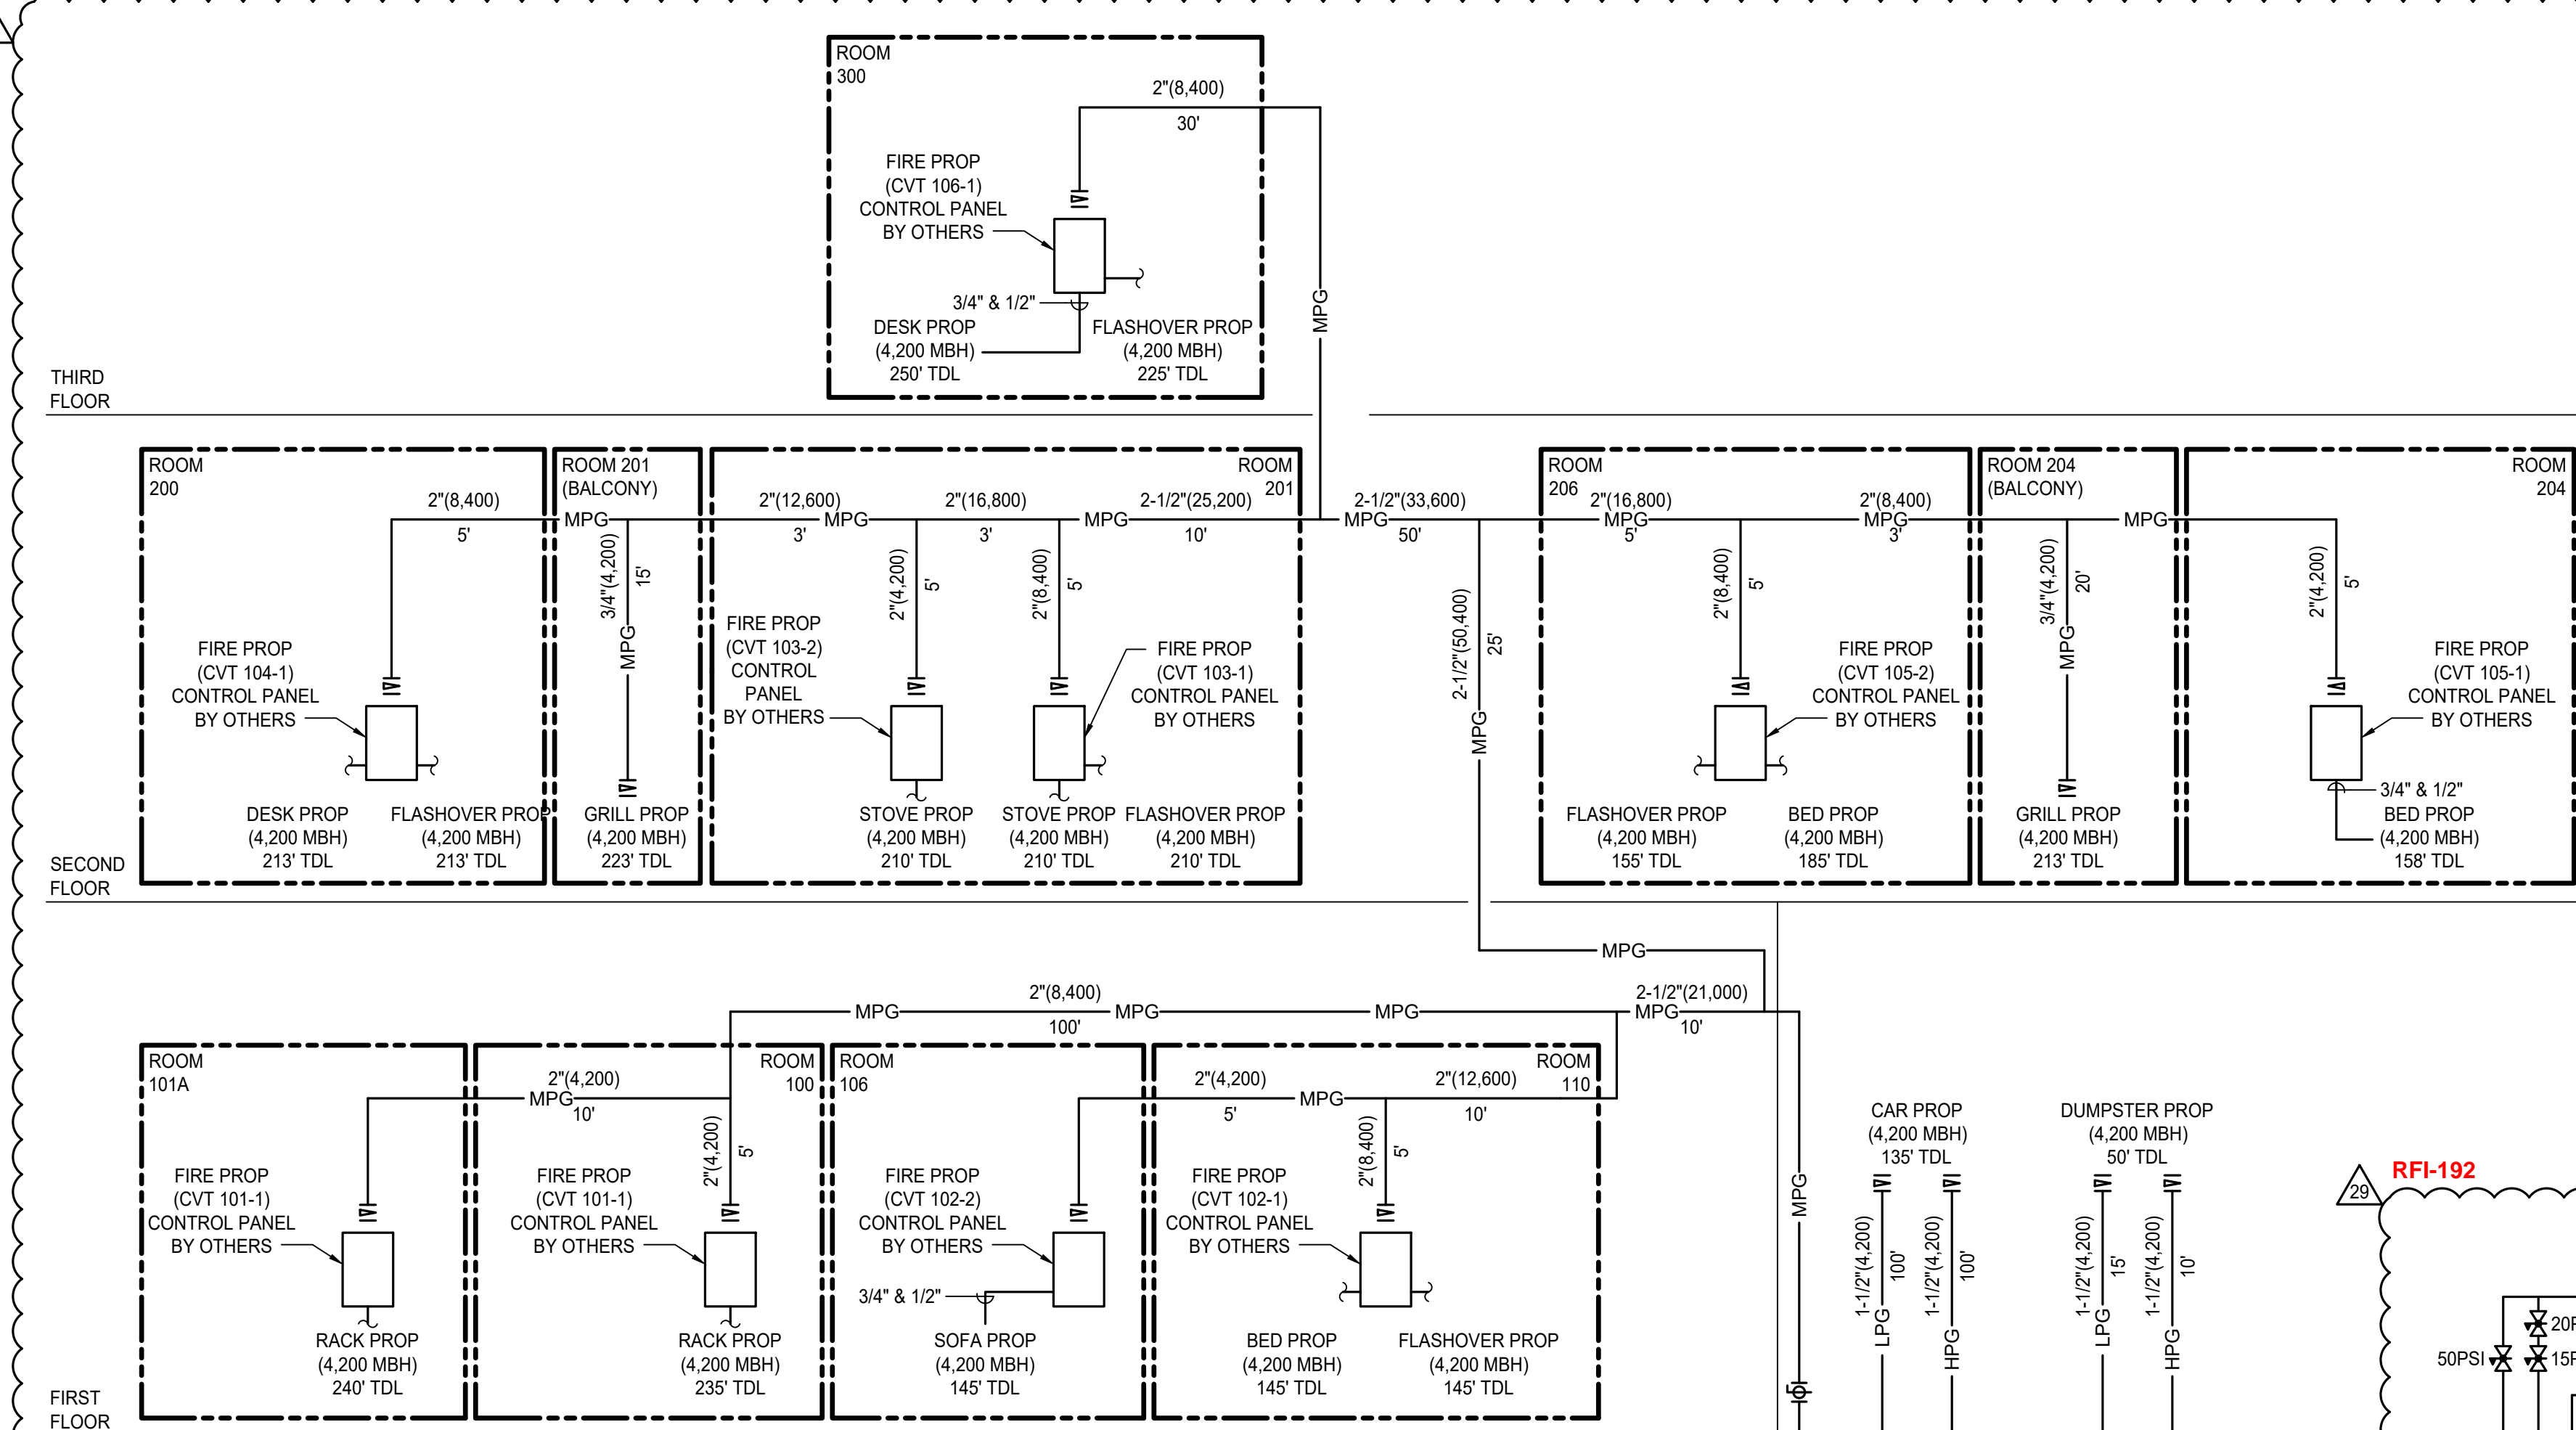 ROOM
300
2"(8,400)
30'
FIRE PROP
(CVT 106-1)
CONTROL PANEL
BY OTHERS
3/4" & 1/2"
DESK PROP
(4,200 MBH)
250' TDL
FLASHOVER PROP
(4,200 MBH)
225' TDL
MPG
THIRD
FLOOR
ROOM
200
2"(8,400)
5'
MPG
FIRE PROP
(CVT 104-1)
CONTROL PANEL
BY OTHERS
DESK PROP
(4,200 MBH)
213' TDL
FLASHOVER PROP
(4,200 MBH)
213' TDL
ROOM 201
(BALCONY)
3/4"(4,200)
15'
MPG
GRILL PROP
(4,200 MBH)
223' TDL
ROOM
201
2"(12,600)
MPG
3'
2"(16,800)
3'
MPG
2-1/2"(25,200)
10'
2"(4,200)
5'
2"(8,400)
5'
FIRE PROP
(CVT 103-2)
CONTROL
PANEL
BY OTHERS
FIRE PROP
(CVT 103-1)
CONTROL PANEL
BY OTHERS
STOVE PROP
(4,200 MBH)
210' TDL
STOVE PROP
(4,200 MBH)
210' TDL
FLASHOVER PROP
(4,200 MBH)
210' TDL
2-1/2"(33,600)
MPG
50'
2-1/2"(50,400)
25'
MPG
ROOM
206
2"(16,800)
MPG
5'
2"(8,400)
MPG
3'
2"(8,400)
5'
FIRE PROP
(CVT 105-2)
CONTROL PANEL
BY OTHERS
FLASHOVER PROP
(4,200 MBH)
155' TDL
BED PROP
(4,200 MBH)
185' TDL
ROOM 204
(BALCONY)
MPG
3/4"(4,200)
20'
MPG
GRILL PROP
(4,200 MBH)
213' TDL
ROOM
204
2"(4,200)
5'
FIRE PROP
(CVT 105-1)
CONTROL PANEL
BY OTHERS
3/4" & 1/2"
BED PROP
(4,200 MBH)
158' TDL
SECOND
FLOOR
MPG
2"(8,400)
MPG
MPG
MPG
100'
2-1/2"(21,000)
MPG
10'
ROOM
101A
FIRE PROP
(CVT 101-1)
CONTROL PANEL
BY OTHERS
RACK PROP
(4,200 MBH)
240' TDL
ROOM
100
2"(4,200)
MPG
10'
2"(4,200)
5'
FIRE PROP
(CVT 101-1)
CONTROL PANEL
BY OTHERS
RACK PROP
(4,200 MBH)
235' TDL
ROOM
106
FIRE PROP
(CVT 102-2)
CONTROL PANEL
BY OTHERS
3/4" & 1/2"
SOFA PROP
(4,200 MBH)
145' TDL
ROOM
110
2"(4,200)
5'
MPG
2"(12,600)
10'
2"(8,400)
5'
FIRE PROP
(CVT 102-1)
CONTROL PANEL
BY OTHERS
BED PROP
(4,200 MBH)
145' TDL
FLASHOVER PROP
(4,200 MBH)
145' TDL
FIRST
FLOOR
MPG
CAR PROP
(4,200 MBH)
135' TDL
1-1/2"(4,200)
100'
LPG
1-1/2"(4,200)
100'
HPG
DUMPSTER PROP
(4,200 MBH)
50' TDL
1-1/2"(4,200)
15'
LPG
1-1/2"(4,200)
10'
HPG
29
RFI-192
50PSI